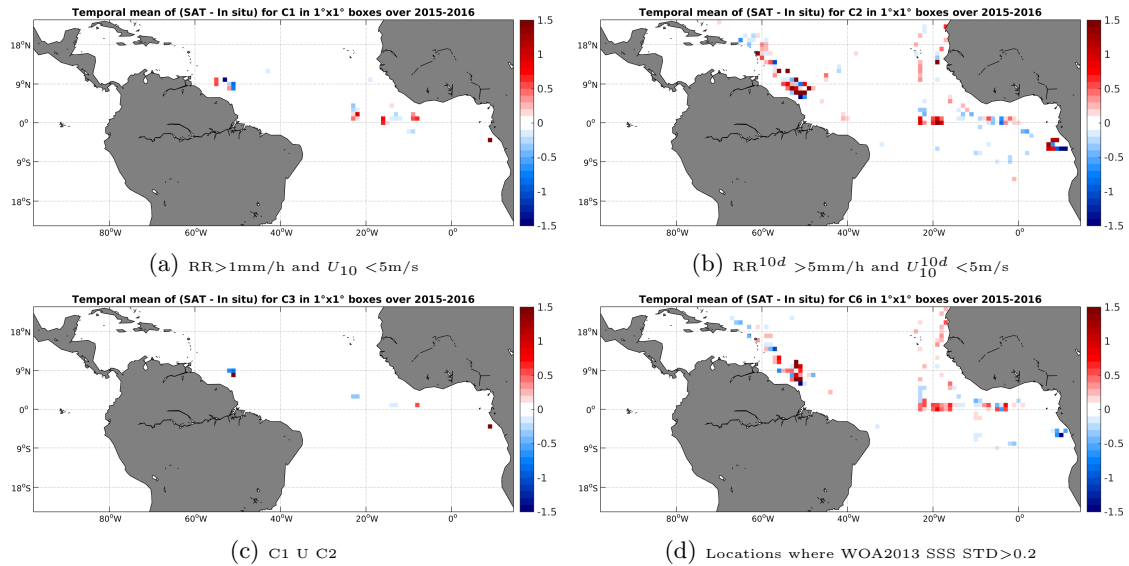 Temporal mean of (SAT - In situ) for C1 in 1°x1° boxes over 2015-2016
18°N
9°N
0°
9°S
18°S
80°W 60°W 40°W 20°W 0°
1.5
1
0.5
0
-0.5
-1
-1.5
(a) RR>1mm/h and U10 <5m/s
Temporal mean of (SAT - In situ) for C2 in 1°x1° boxes over 2015-2016
18°N
9°N
0°
9°S
18°S
80°W 60°W 40°W 20°W 0°
1.5
1
0.5
0
-0.5
-1
-1.5
(b) RR^10d >5mm/h and U10^10d <5m/s
Temporal mean of (SAT - In situ) for C3 in 1°x1° boxes over 2015-2016
18°N
9°N
0°
9°S
18°S
80°W 60°W 40°W 20°W 0°
1.5
1
0.5
0
-0.5
-1
-1.5
(c) C1 U C2
Temporal mean of (SAT - In situ) for C6 in 1°x1° boxes over 2015-2016
18°N
9°N
0°
9°S
18°S
80°W 60°W 40°W 20°W 0°
1.5
1
0.5
0
-0.5
-1
-1.5
(d) Locations where WOA2013 SSS STD>0.2